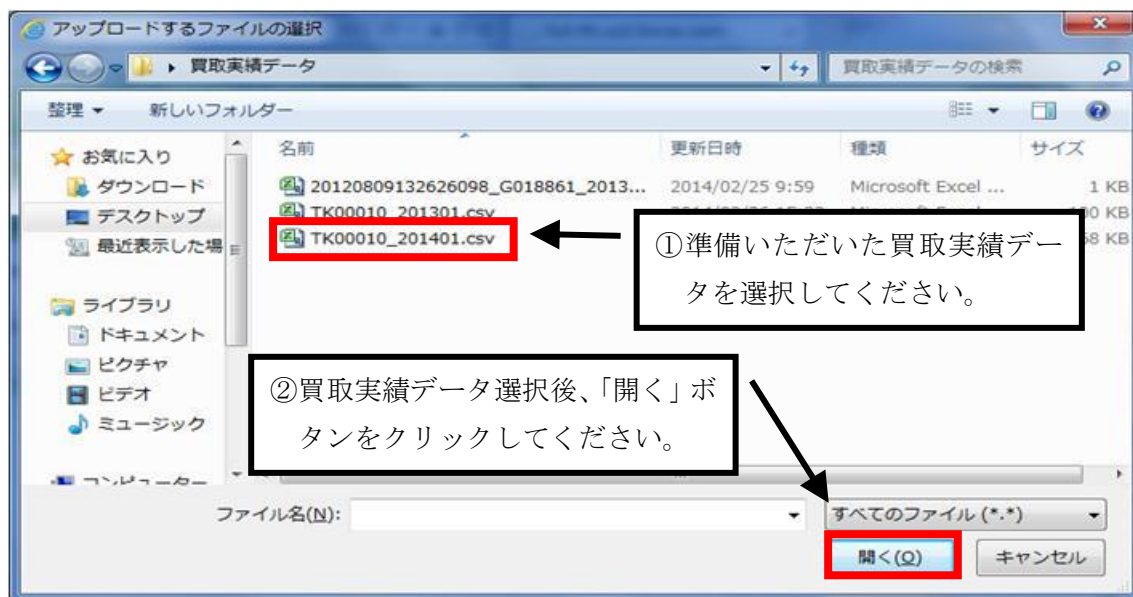 アップロードするファイルの選択
買取実績データ
買取実績データの検索
整理 新しいフォルダー
名前 更新日時 種類 サイズ
お気に入り
ダウンロード
デスクトップ
最近表示した場
ライブラリ
ドキュメント
ピクチャ
ビデオ
ミュージック
コンピューター
20120809132626098_G018861_2013... 2014/02/25 9:59 Microsoft Excel ... 1 KB
TK00010_201301.csv
TK00010_201401.csv
①準備いただいた買取実績デー
タを選択してください。
②買取実績データ選択後、「開く」ボ
タンをクリックしてください。
ファイル名(N):
すべてのファイル (*.*)
開く(O) キャンセル